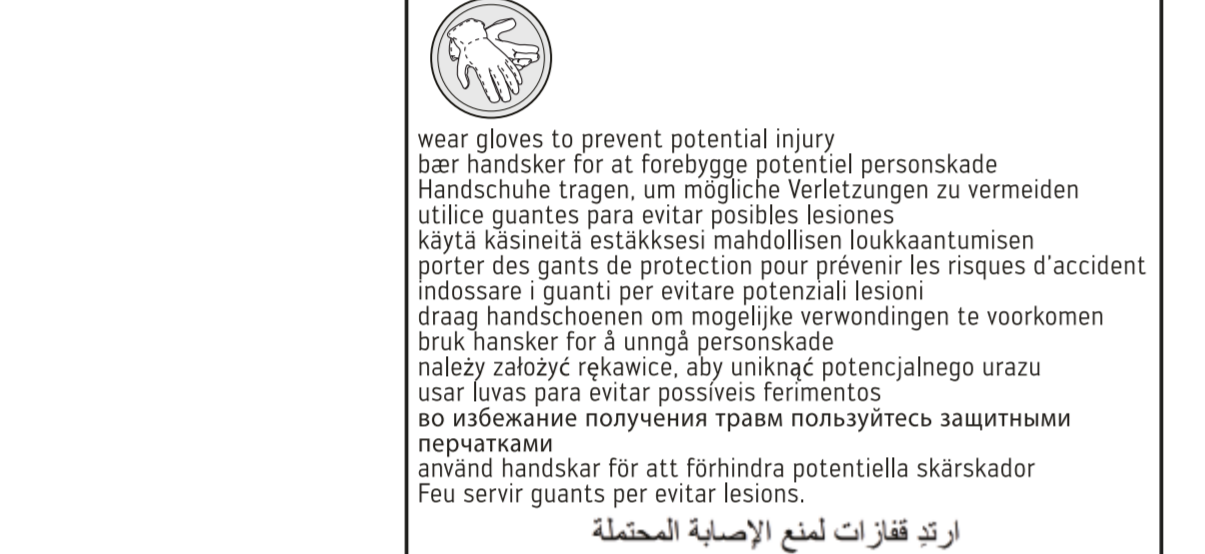 wear gloves to prevent potential injury
bær handsker for at forebygge potentiel personskade
Handschuhe tragen, um mögliche Verletzungen zu vermeiden
utilice guantes para evitar posibles lesiones
käytä käsineitä estäkksesi mahdollisen loukkaantumisen
porter des gants de protection pour prévenir les risques d'accident
indossare i guanti per evitare potenziali lesioni
draag handschoenen om mogelijke verwondingen te voorkomen
bruk hansker for å unngå personskade
należy założyć rękawice, aby uniknąć potencjalnego urazu
usar luvas para evitar possíveis ferimentos
во избежание получения травм пользуйтесь защитными
перчатками
använd handskar för att förhindra potentiella skärskador
Feu servir guants per evitar lesions.
ارتدِ قفازات لمنع الإصابة المحتملة